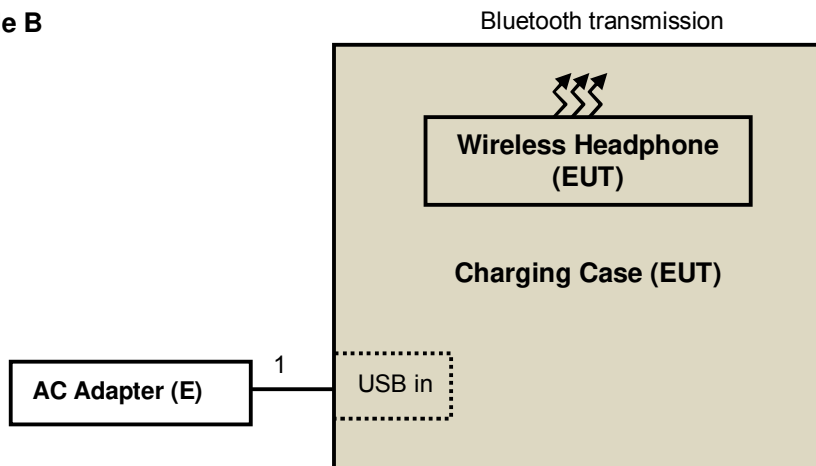 e B
Bluetooth transmission
Wireless Headphone
(EUT)
Charging Case (EUT)
1
AC Adapter (E)
USB in